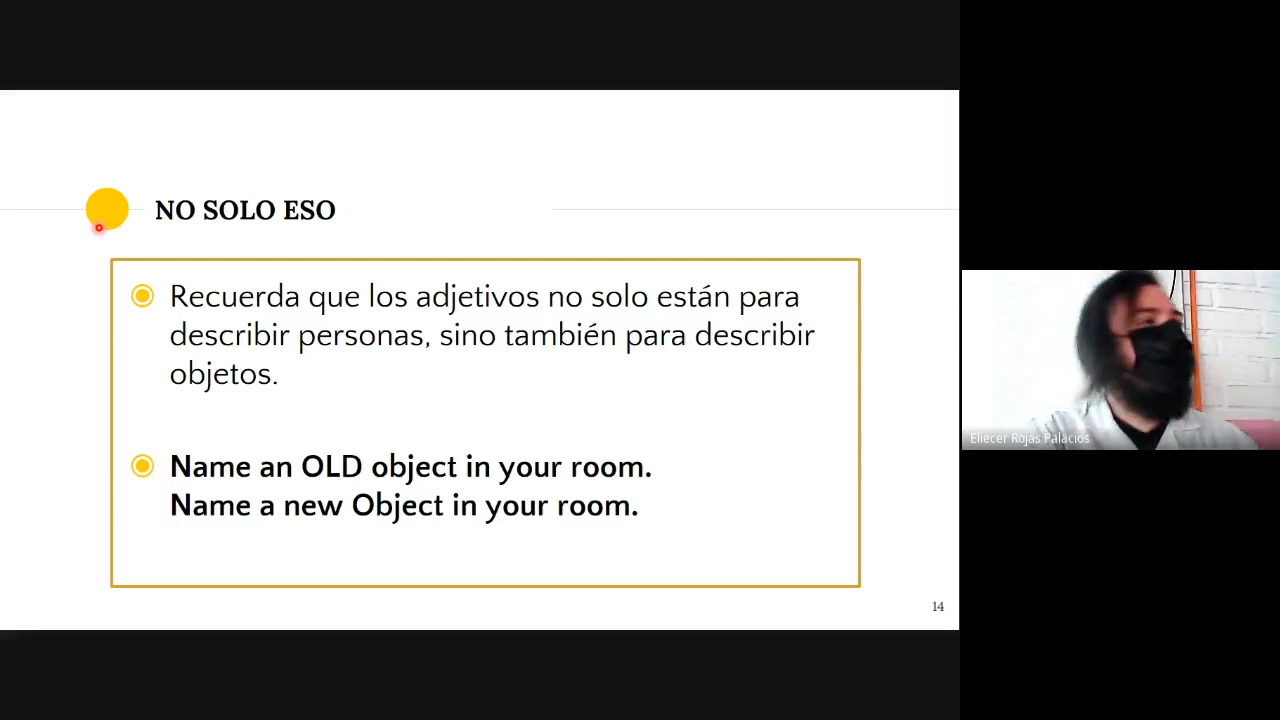 NO SOLO ESO
Recuerda que los adjetivos no solo están para
describir personas, sino también para describir
objetos.
Name an OLD object in your room.
Name a new Object in your room.
14
Eliecer Rojas Palacios